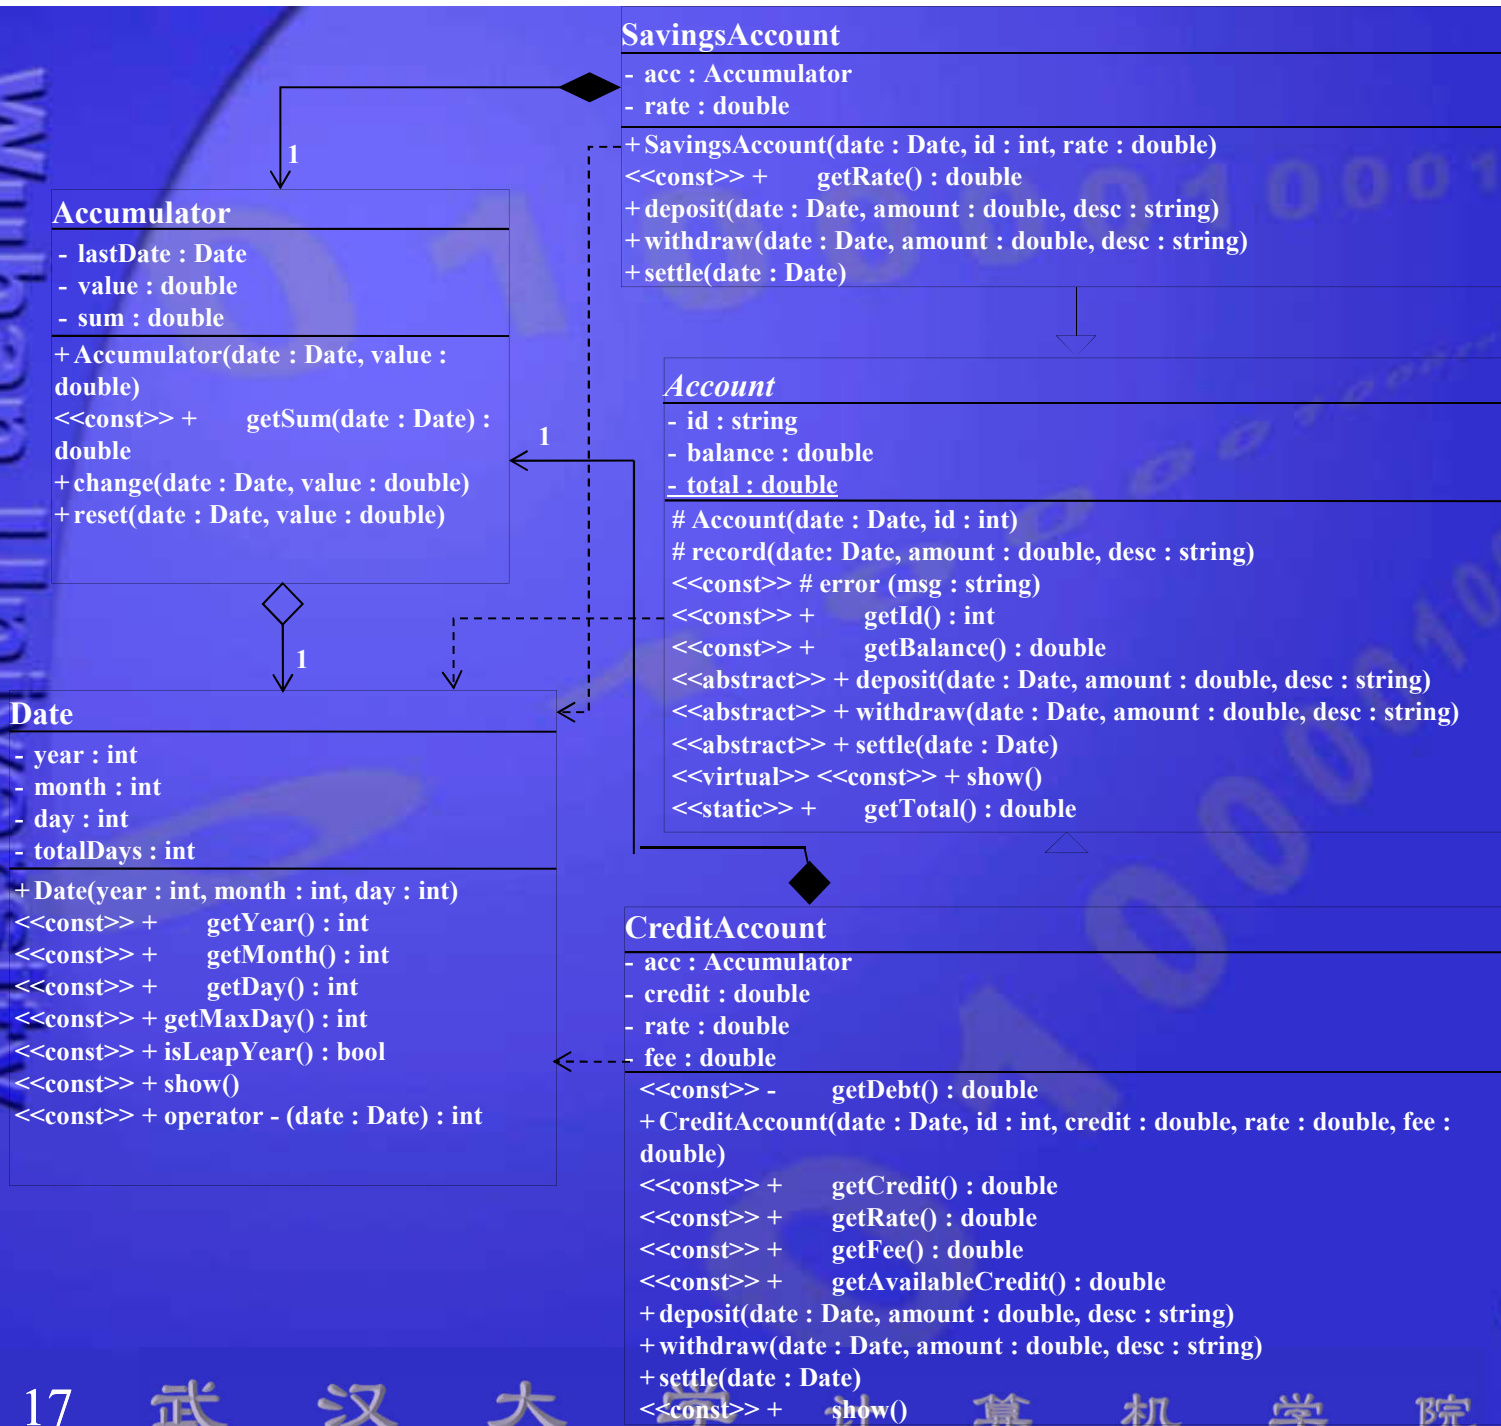 SavingsAccount
- acc : Accumulator
- rate : double
+ SavingsAccount(date : Date, id : int, rate : double)
<<const>> + getRate() : double
+ deposit(date : Date, amount : double, desc : string)
+ withdraw(date : Date, amount : double, desc : string)
+ settle(date : Date)
1
Accumulator
- lastDate : Date
- value : double
- sum : double
+ Accumulator(date : Date, value :
double)
<<const>> + getSum(date : Date) :
double
+ change(date : Date, value : double)
+ reset(date : Date, value : double)
1
Account
- id : string
- balance : double
- total : double
# Account(date : Date, id : int)
# record(date: Date, amount : double, desc : string)
<<const>> # error (msg : string)
<<const>> + getId() : int
<<const>> + getBalance() : double
<<abstract>> + deposit(date : Date, amount : double, desc : string)
<<abstract>> + withdraw(date : Date, amount : double, desc : string)
<<abstract>> + settle(date : Date)
<<virtual>> <<const>> + show()
<<static>> + getTotal() : double
1
Date
- year : int
- month : int
- day : int
- totalDays : int
+ Date(year : int, month : int, day : int)
<<const>> + getYear() : int
<<const>> + getMonth() : int
<<const>> + getDay() : int
<<const>> + getMaxDay() : int
<<const>> + isLeapYear() : bool
<<const>> + show()
<<const>> + operator - (date : Date) : int
CreditAccount
- acc : Accumulator
- credit : double
- rate : double
- fee : double
<<const>> - getDebt() : double
+ CreditAccount(date : Date, id : int, credit : double, rate : double, fee :
double)
<<const>> + getCredit() : double
<<const>> + getRate() : double
<<const>> + getFee() : double
<<const>> + getAvailableCredit() : double
+ deposit(date : Date, amount : double, desc : string)
+ withdraw(date : Date, amount : double, desc : string)
+ settle(date : Date)
<<const>> + show()
17
武 汉 大 学 计 算 机 学 院